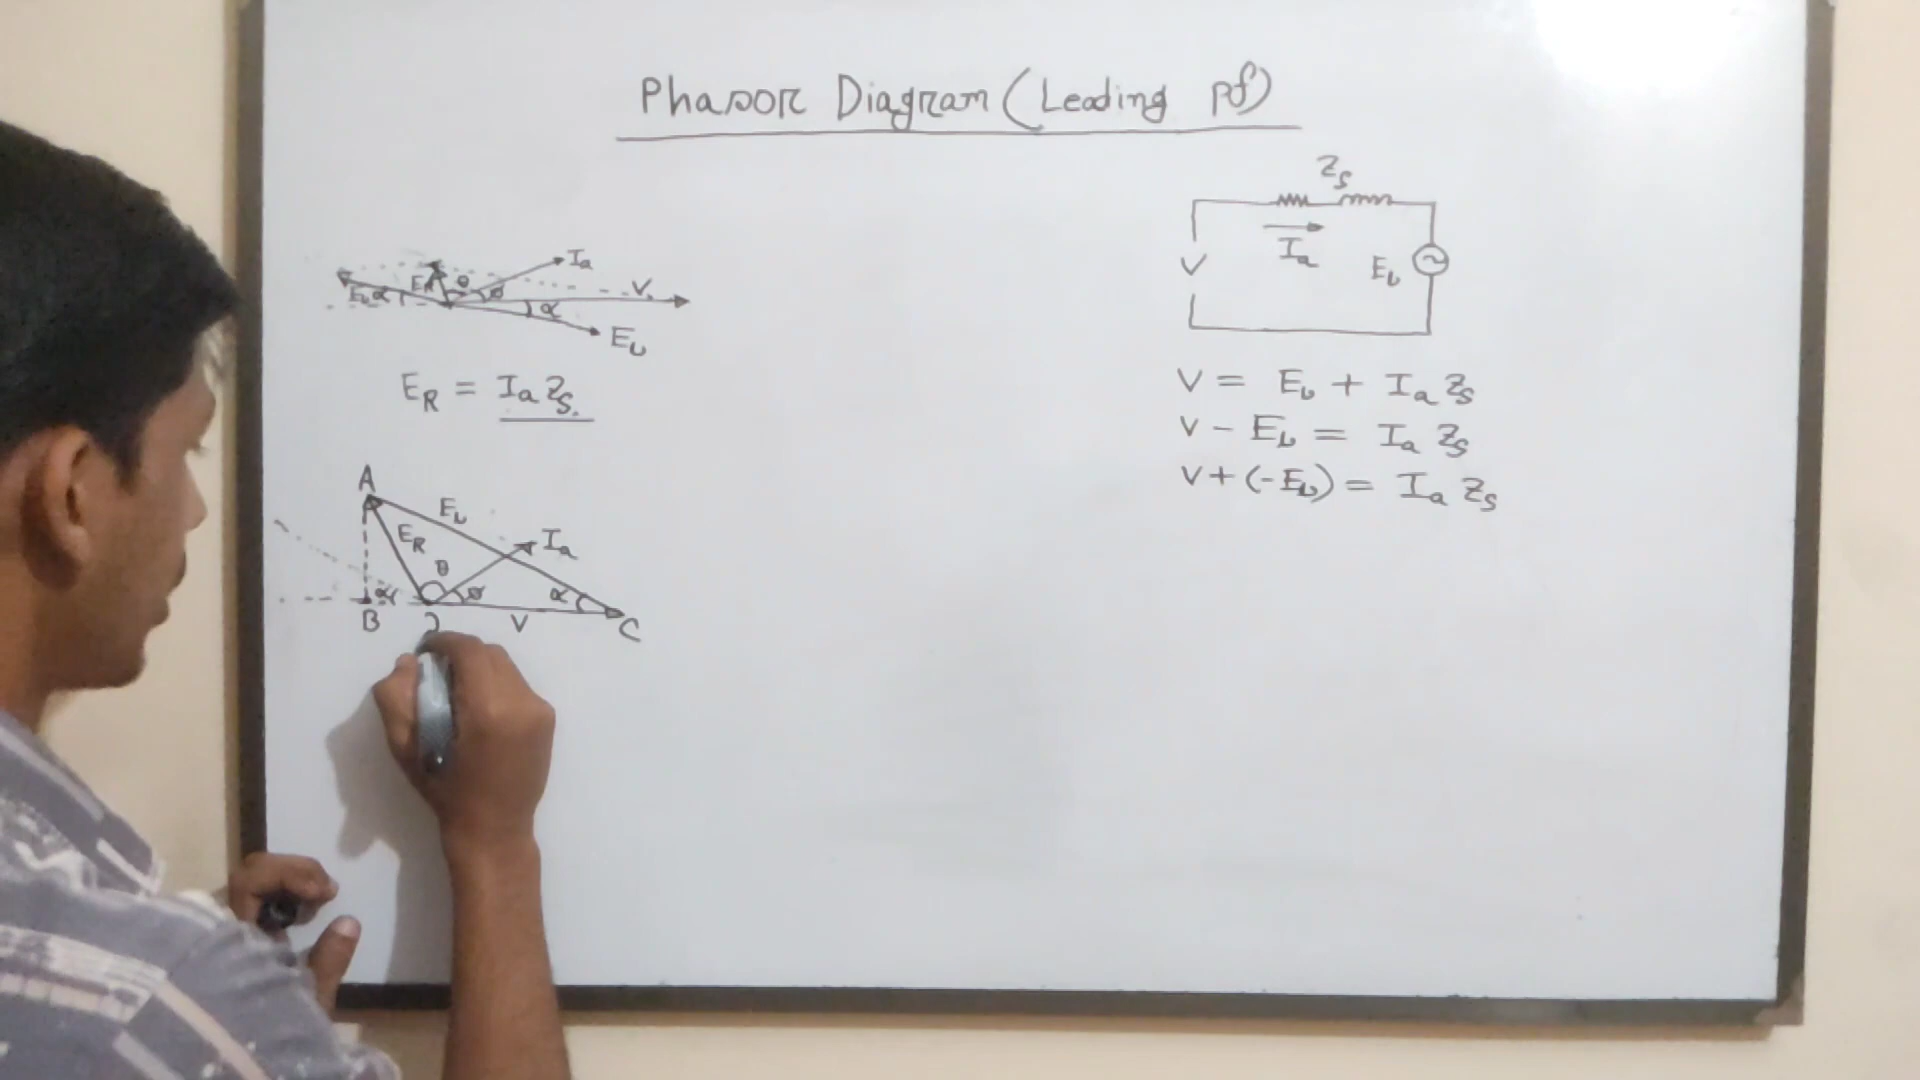 Phasor Diagram (Leading pf)
Zs
Ia
V
Eb
Ia
V
Eb α
ER
θ
φ
α
Eb
ER = Ia Zs.
V = Eb + Ia Zs
V - Eb = Ia Zs
V + (-Eb) = Ia Zs
A
Eb
ER
Ia
θ
α
φ
α
B
V
C